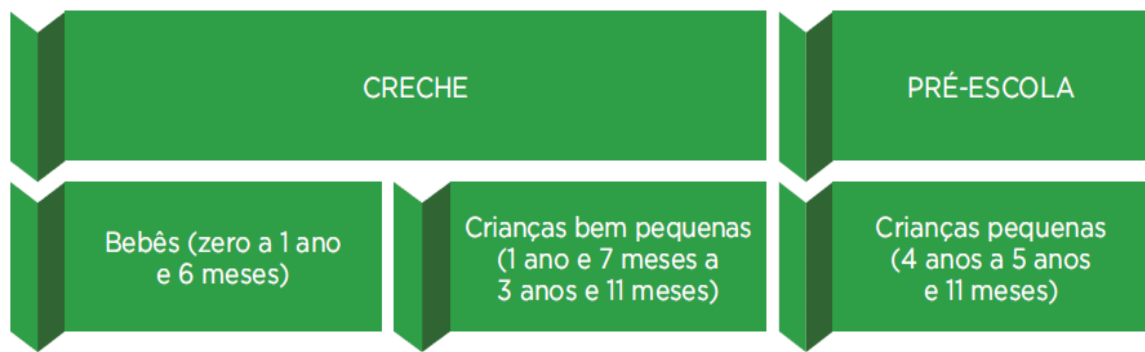 CRECHE
PRÉ-ESCOLA
Bebês (zero a 1 ano
e 6 meses)
Crianças bem pequenas
(1 ano e 7 meses a
3 anos e 11 meses)
Crianças pequenas
(4 anos a 5 anos
e 11 meses)